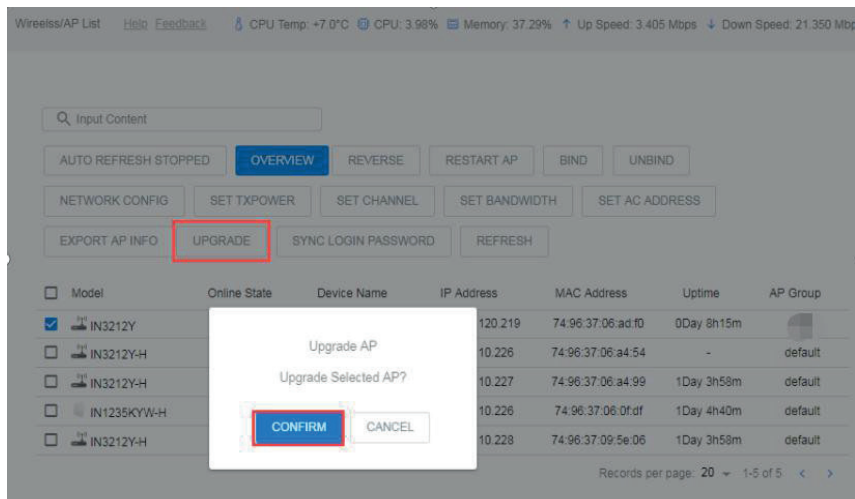 Wireelss/AP List Help Feedback CPU Temp: +7.0°C CPU: 3.98% Memory: 37.29% Up Speed: 3.405 Mbps Down Speed: 21.350 Mbp
Input Content
AUTO REFRESH STOPPED OVERVIEW REVERSE RESTART AP BIND UNBIND
NETWORK CONFIG SET TXPOWER SET CHANNEL SET BANDWIDTH SET AC ADDRESS
EXPORT AP INFO UPGRADE SYNC LOGIN PASSWORD REFRESH
Model Online State Device Name IP Address MAC Address Uptime AP Group
IN3212Y 120.219 74:96:37:06:ad:f0 0Day 8h15m
IN3212Y-H 10.226 74:96:37:06:a4:54 - default
IN3212Y-H 10.227 74:96:37:06:a4:99 1Day 3h58m default
IN1235KYW-H 10.226 74:96:37:06:0f:df 1Day 4h40m default
IN3212Y-H 10.228 74:96:37:09:5e:06 1Day 3h58m default
Upgrade AP
Upgrade Selected AP?
CONFIRM CANCEL
Records per page: 20 1-5 of 5 < >